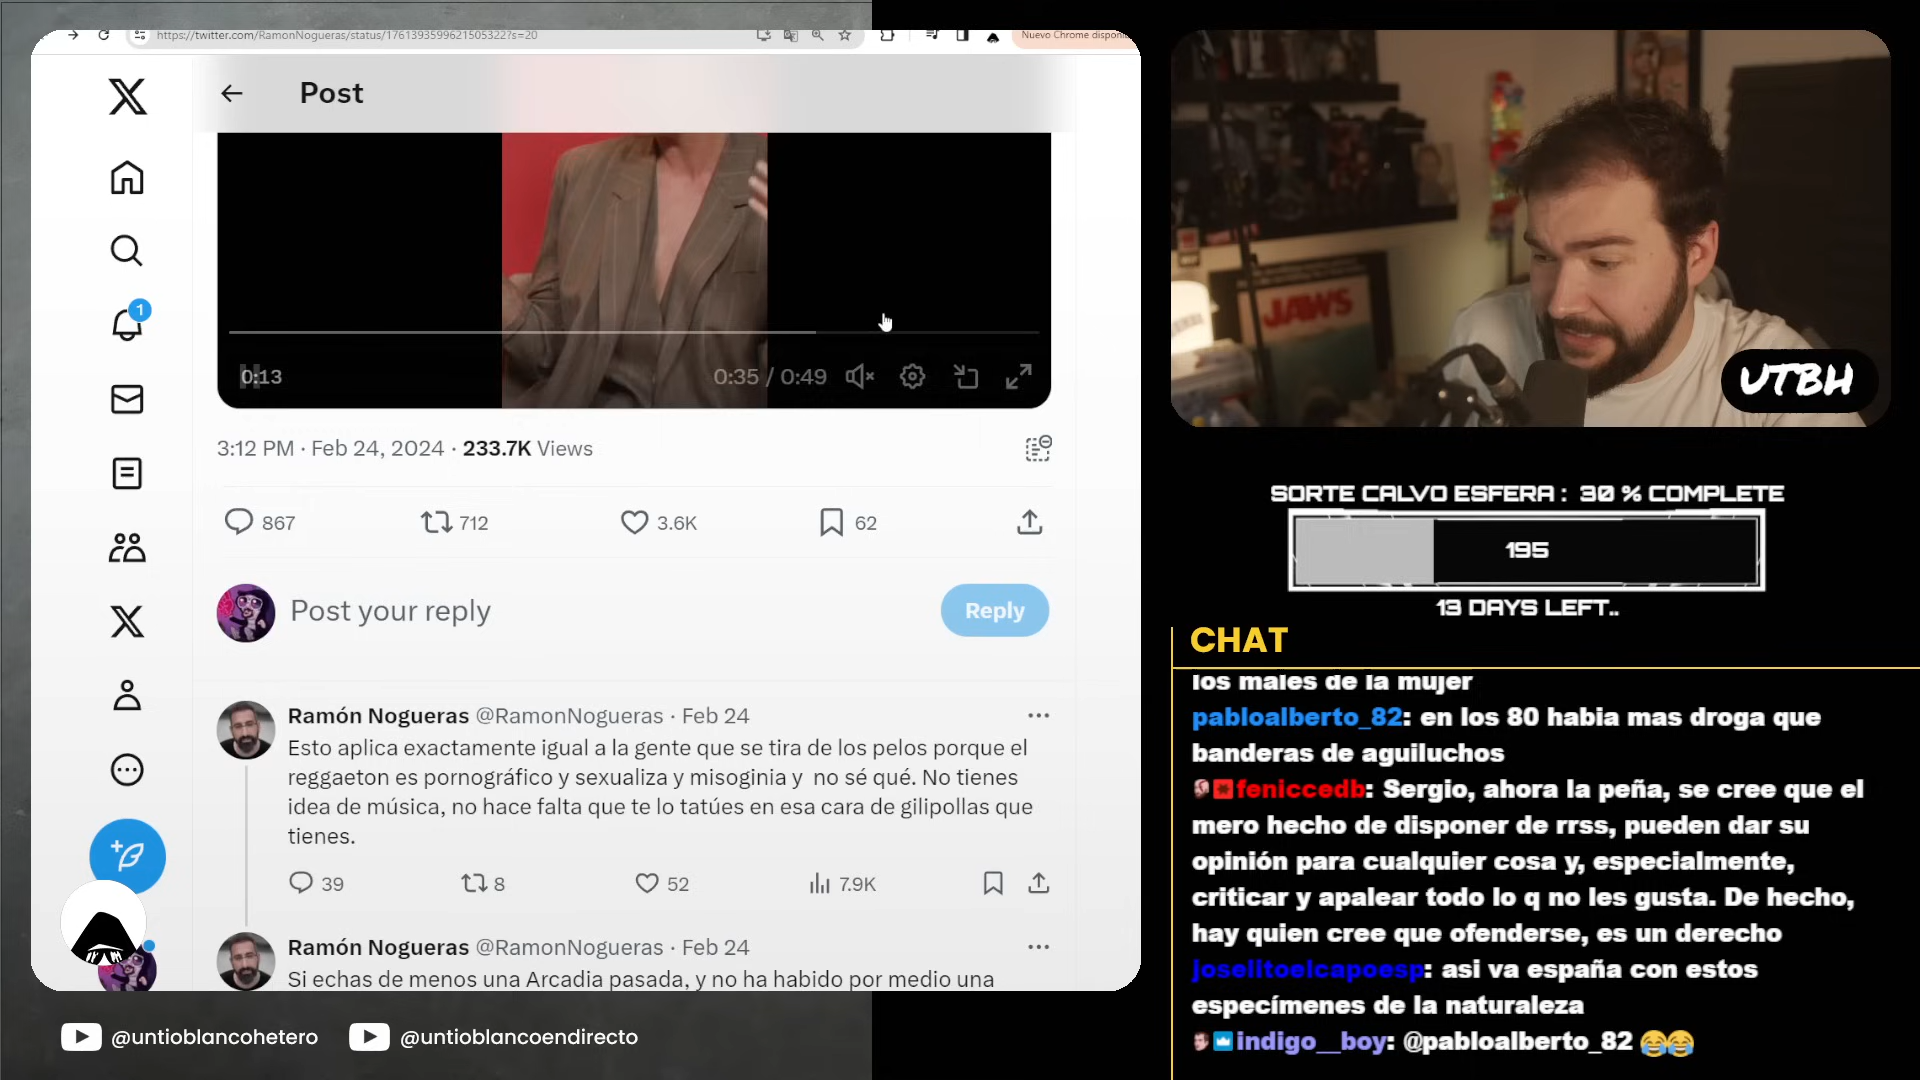 https://twitter.com/RamonNogueras/status/1761393599621505322?s=20
Nuevo Chrome disponi
Post
1
0:13
0:35 / 0:49
3:12 PM · Feb 24, 2024 · 233.7K Views
867
712
3.6K
62
Post your reply
Reply
Ramón Nogueras @RamonNogueras · Feb 24
Esto aplica exactamente igual a la gente que se tira de los pelos porque el
reggaeton es pornográfico y sexualiza y misoginia y no sé qué. No tienes
idea de música, no hace falta que te lo tatúes en esa cara de gilipollas que
tienes.
39
8
52
7.9K
Ramón Nogueras @RamonNogueras · Feb 24
Si echas de menos una Arcadia pasada, y no ha habido por medio una
@untioblancohetero
@untioblancoendirecto
JAWS
UTBH
SORTE CALVO ESFERA : 30 % COMPLETE
195
13 DAYS LEFT..
CHAT
los males de la mujer
pabloalberto_82: en los 80 habia mas droga que
banderas de aguiluchos
feniccedb: Sergio, ahora la peña, se cree que el
mero hecho de disponer de rrss, pueden dar su
opinión para cualquier cosa y, especialmente,
criticar y apalear todo lo q no les gusta. De hecho,
hay quien cree que ofenderse, es un derecho
joselitoelcapoesp: asi va españa con estos
especímenes de la naturaleza
indigo__boy: @pabloalberto_82 😂😂